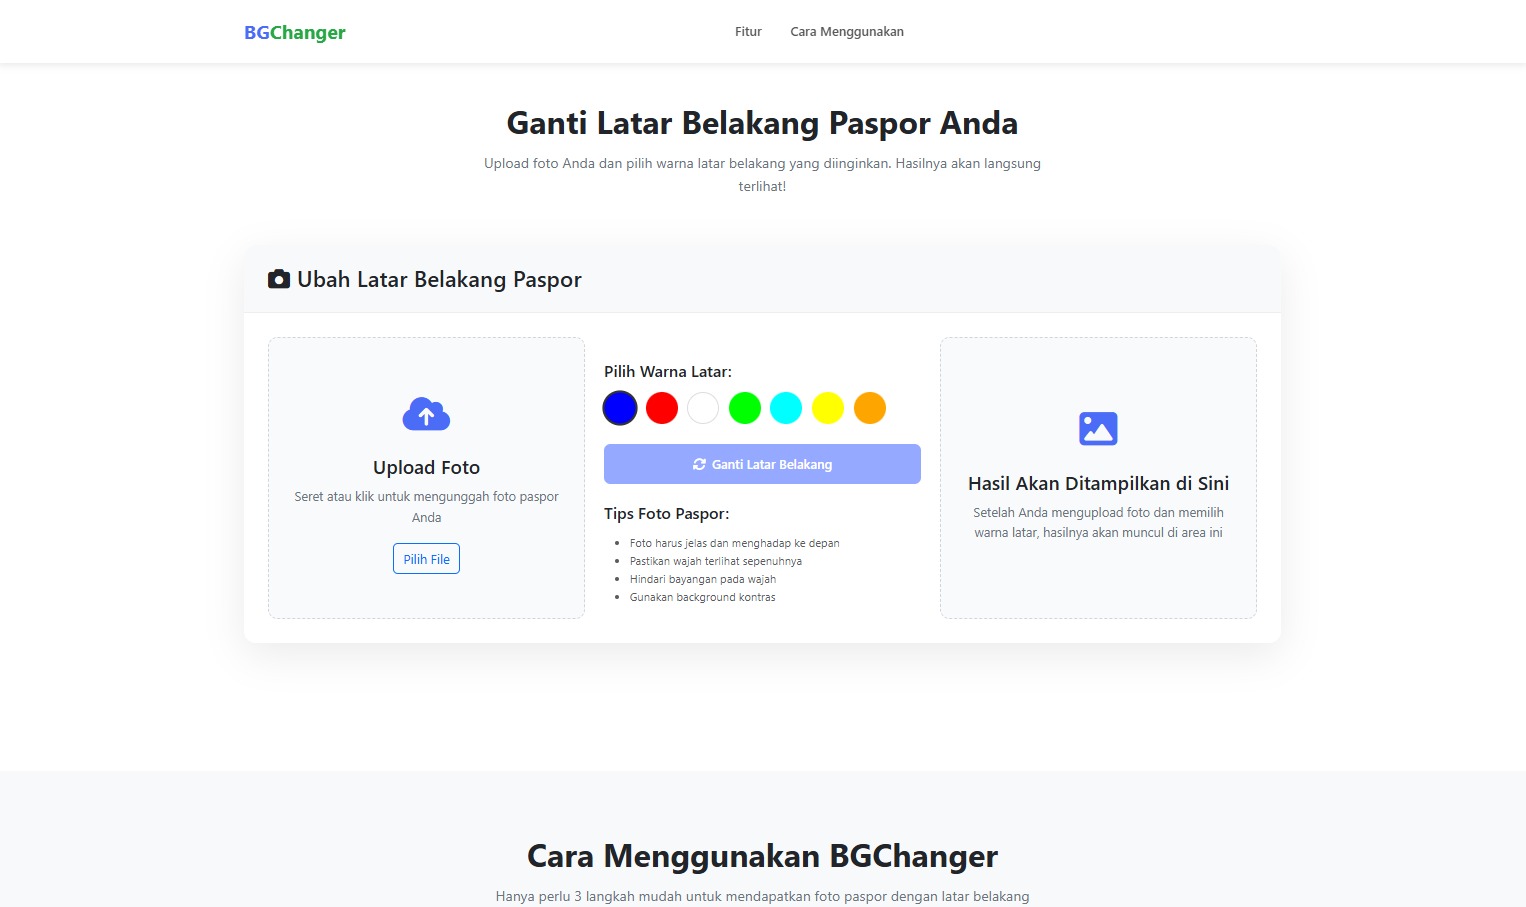 BGChanger
Fitur
Cara Menggunakan
Ganti Latar Belakang Paspor Anda
Upload foto Anda dan pilih warna latar belakang yang diinginkan. Hasilnya akan langsung
terlihat!
Ubah Latar Belakang Paspor
Upload Foto
Seret atau klik untuk mengunggah foto paspor
Anda
Pilih File
Pilih Warna Latar:
Ganti Latar Belakang
Tips Foto Paspor:
Foto harus jelas dan menghadap ke depan
Pastikan wajah terlihat sepenuhnya
Hindari bayangan pada wajah
Gunakan background kontras
Hasil Akan Ditampilkan di Sini
Setelah Anda mengupload foto dan memilih
warna latar, hasilnya akan muncul di area ini
Cara Menggunakan BGChanger
Hanya perlu 3 langkah mudah untuk mendapatkan foto paspor dengan latar belakang